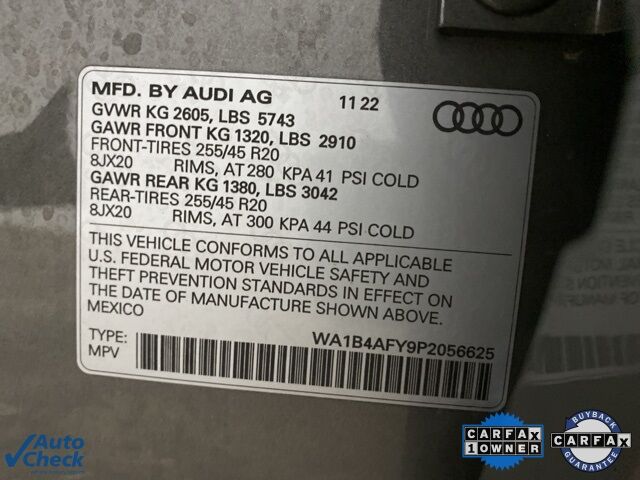 MFD. BY AUDI AG 11 22
GVWR KG 2605, LBS 5743
GAWR FRONT KG 1320, LBS 2910
FRONT-TIRES 255/45 R20
8JX20 RIMS, AT 280 KPA 41 PSI COLD
GAWR REAR KG 1380, LBS 3042
REAR-TIRES 255/45 R20
8JX20 RIMS, AT 300 KPA 44 PSI COLD
THIS VEHICLE CONFORMS TO ALL APPLICABLE
U.S. FEDERAL MOTOR VEHICLE SAFETY AND
THEFT PREVENTION STANDARDS IN EFFECT ON
THE DATE OF MANUFACTURE SHOWN ABOVE.
MEXICO
TYPE: WA1B4AFY9P2056625
MPV
Auto
Check
CARFAX
1 OWNER
BUYBACK
CARFAX
GUARANTEE